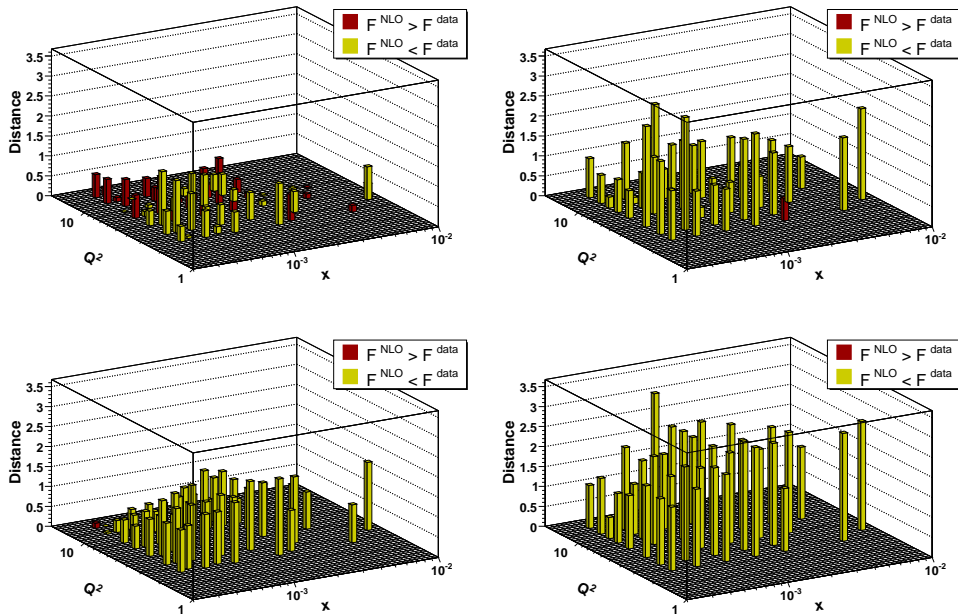 F^NLO > F^data
F^NLO < F^data
Distance
3.5
3
2.5
2
1.5
1
0.5
0
10
Q²
1
10⁻³
x
10⁻²
F^NLO > F^data
F^NLO < F^data
Distance
3.5
3
2.5
2
1.5
1
0.5
0
10
Q²
1
10⁻³
x
10⁻²
F^NLO > F^data
F^NLO < F^data
Distance
3.5
3
2.5
2
1.5
1
0.5
0
10
Q²
1
10⁻³
x
10⁻²
F^NLO > F^data
F^NLO < F^data
Distance
3.5
3
2.5
2
1.5
1
0.5
0
10
Q²
1
10⁻³
x
10⁻²